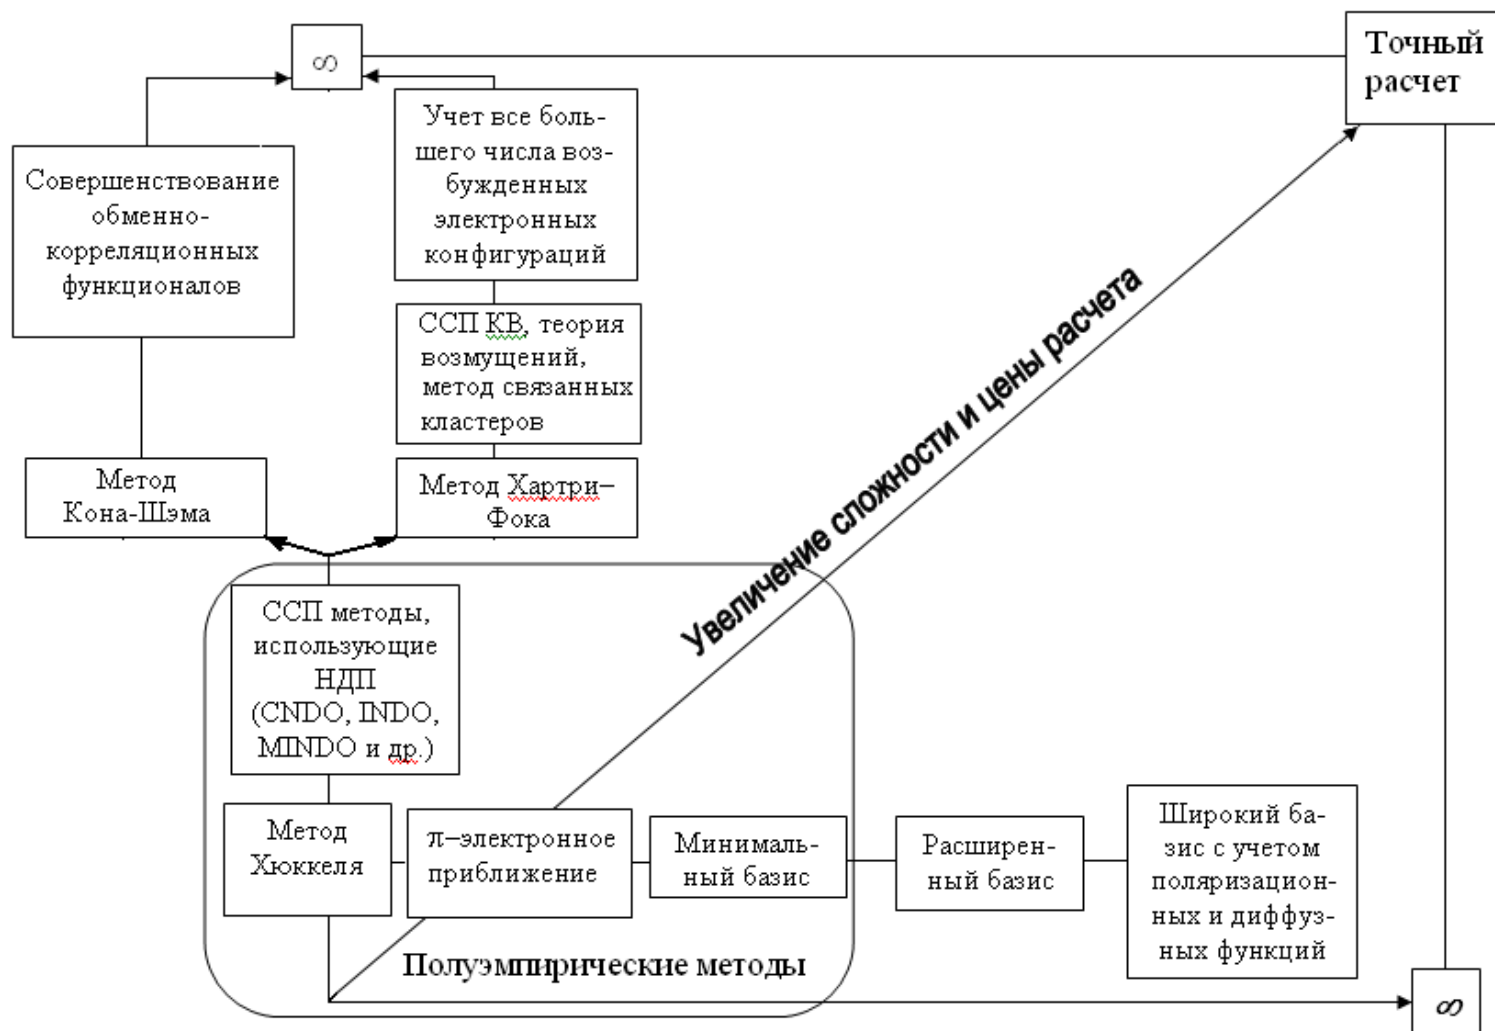 ∞
Точный
расчет
Учет все боль-
шего числа воз-
бужденных
электронных
конфигураций
Совершенствование
обменно-
корреляционных
функционалов
ССП КВ, теория
возмущений,
метод связанных
кластеров
Метод
Кона-Шэма
Метод Хартри–
Фока
Увеличение сложности и цены расчета
ССП методы,
использующие
НДП
(CNDO, INDO,
MINDO и др.)
Метод
Хюккеля
π–электронное
приближение
Минималь-
ный базис
Расширен-
ный базис
Широкий ба-
зис с учетом
поляризацион-
ных и диффуз-
ных функций
Полуэмпирические методы
∞